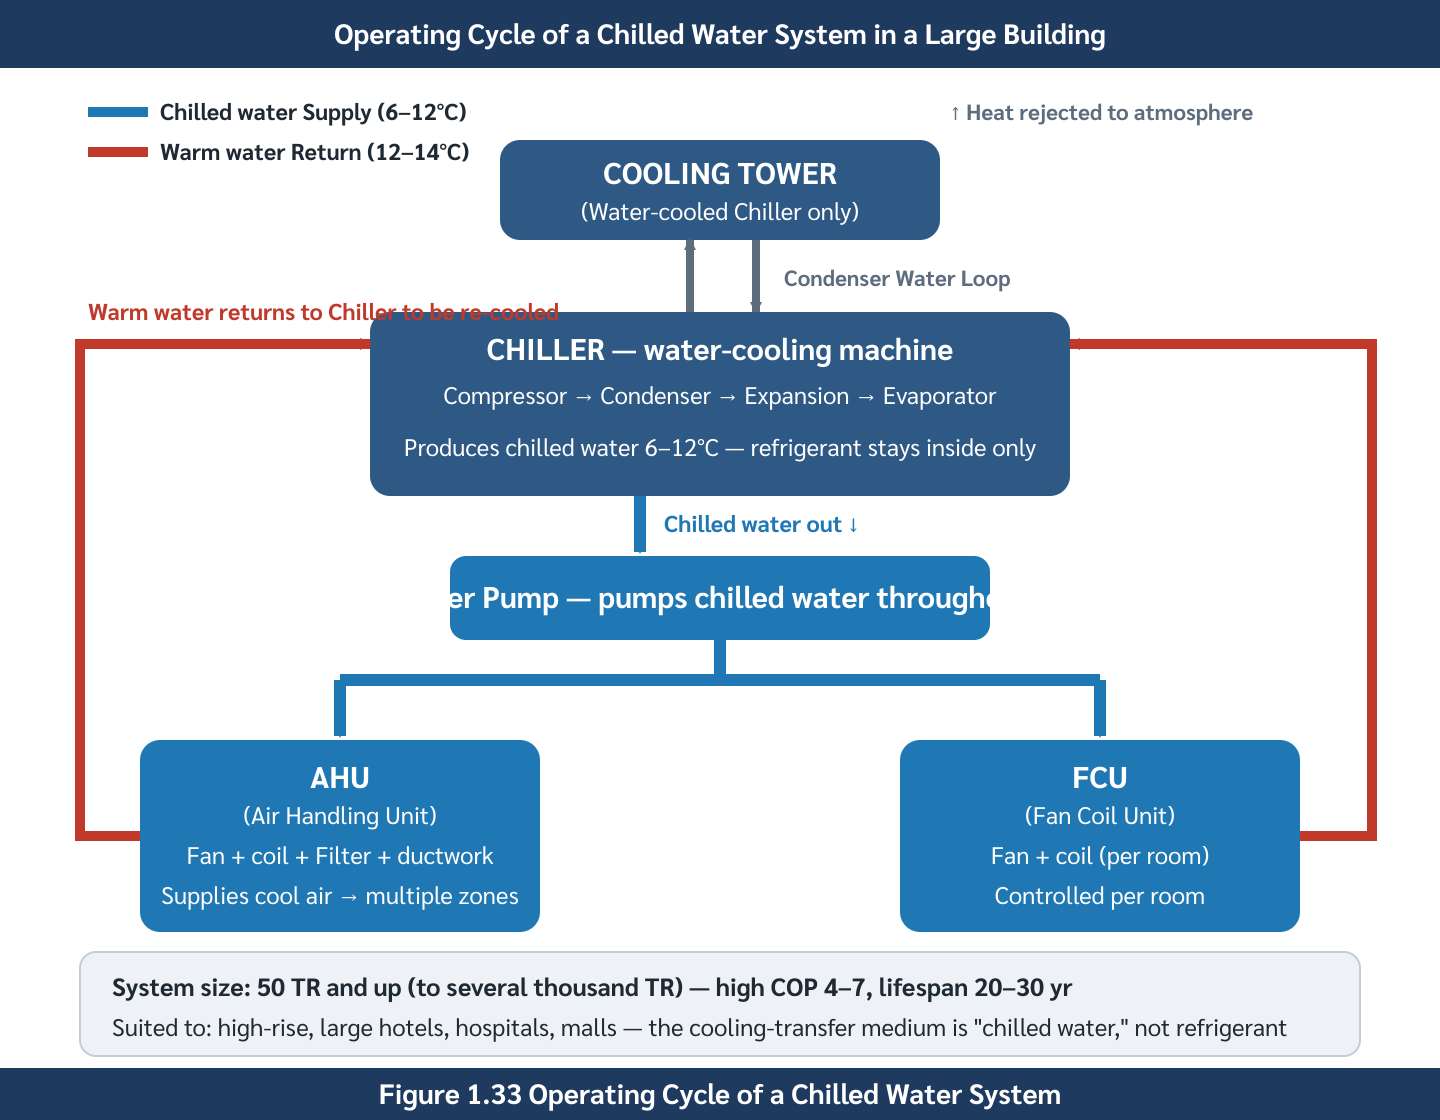 Operating Cycle of a Chilled Water System in a Large Building
Chilled water Supply (6–12°C)
Warm water Return (12–14°C)
↑ Heat rejected to atmosphere
COOLING TOWER
(Water-cooled Chiller only)
Condenser Water Loop
Warm water returns to Chiller to be re-cooled
CHILLER — water-cooling machine
Compressor → Condenser → Expansion → Evaporator
Produces chilled water 6–12°C — refrigerant stays inside only
Chilled water out ↓
er Pump — pumps chilled water through
AHU
(Air Handling Unit)
Fan + coil + Filter + ductwork
Supplies cool air → multiple zones
FCU
(Fan Coil Unit)
Fan + coil (per room)
Controlled per room
System size: 50 TR and up (to several thousand TR) — high COP 4–7, lifespan 20–30 yr
Suited to: high-rise, large hotels, hospitals, malls — the cooling-transfer medium is "chilled water," not refrigerant
Figure 1.33 Operating Cycle of a Chilled Water System